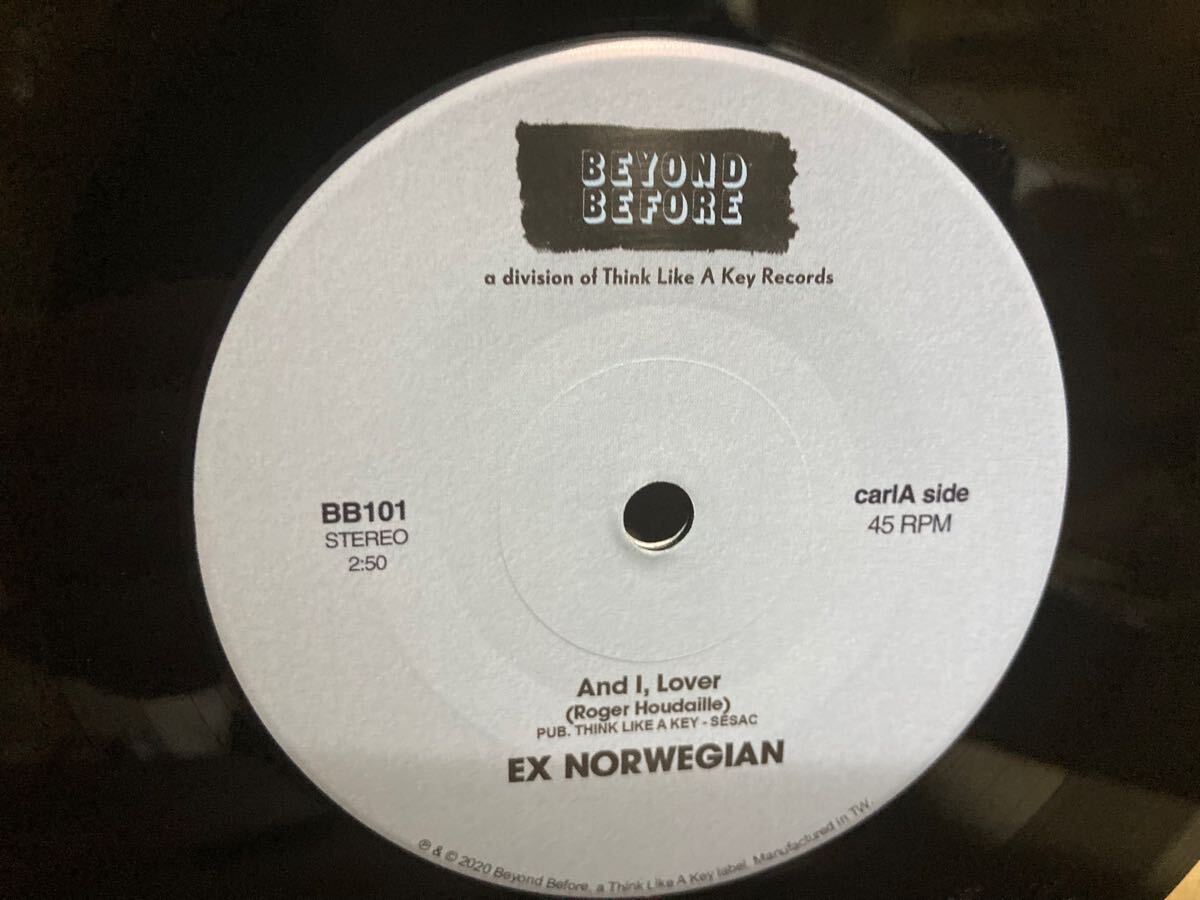 BEYOND
BEFORE
a division of Think Like A Key Records
BB101
STEREO
2:50
carlA side
45 RPM
And I, Lover
(Roger Houdaille)
PUB. THINK LIKE A KEY - SESAC
EX NORWEGIAN
℗ & © 2020 Beyond Before, a Think Like A Key label. Manufactured in TW.